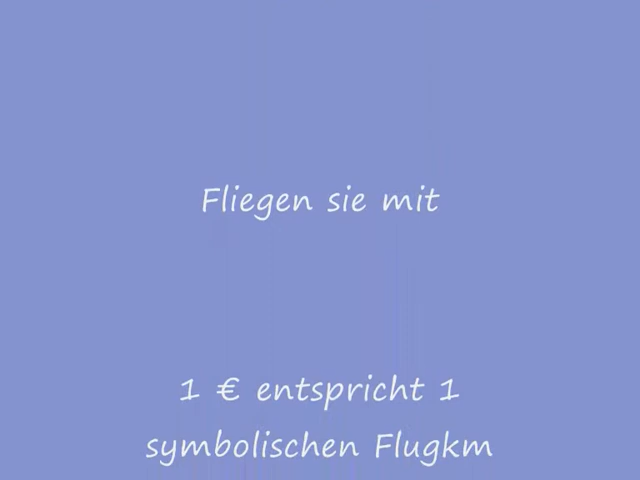 Fliegen sie mit
1 € entspricht 1
symbolischen Flugkm